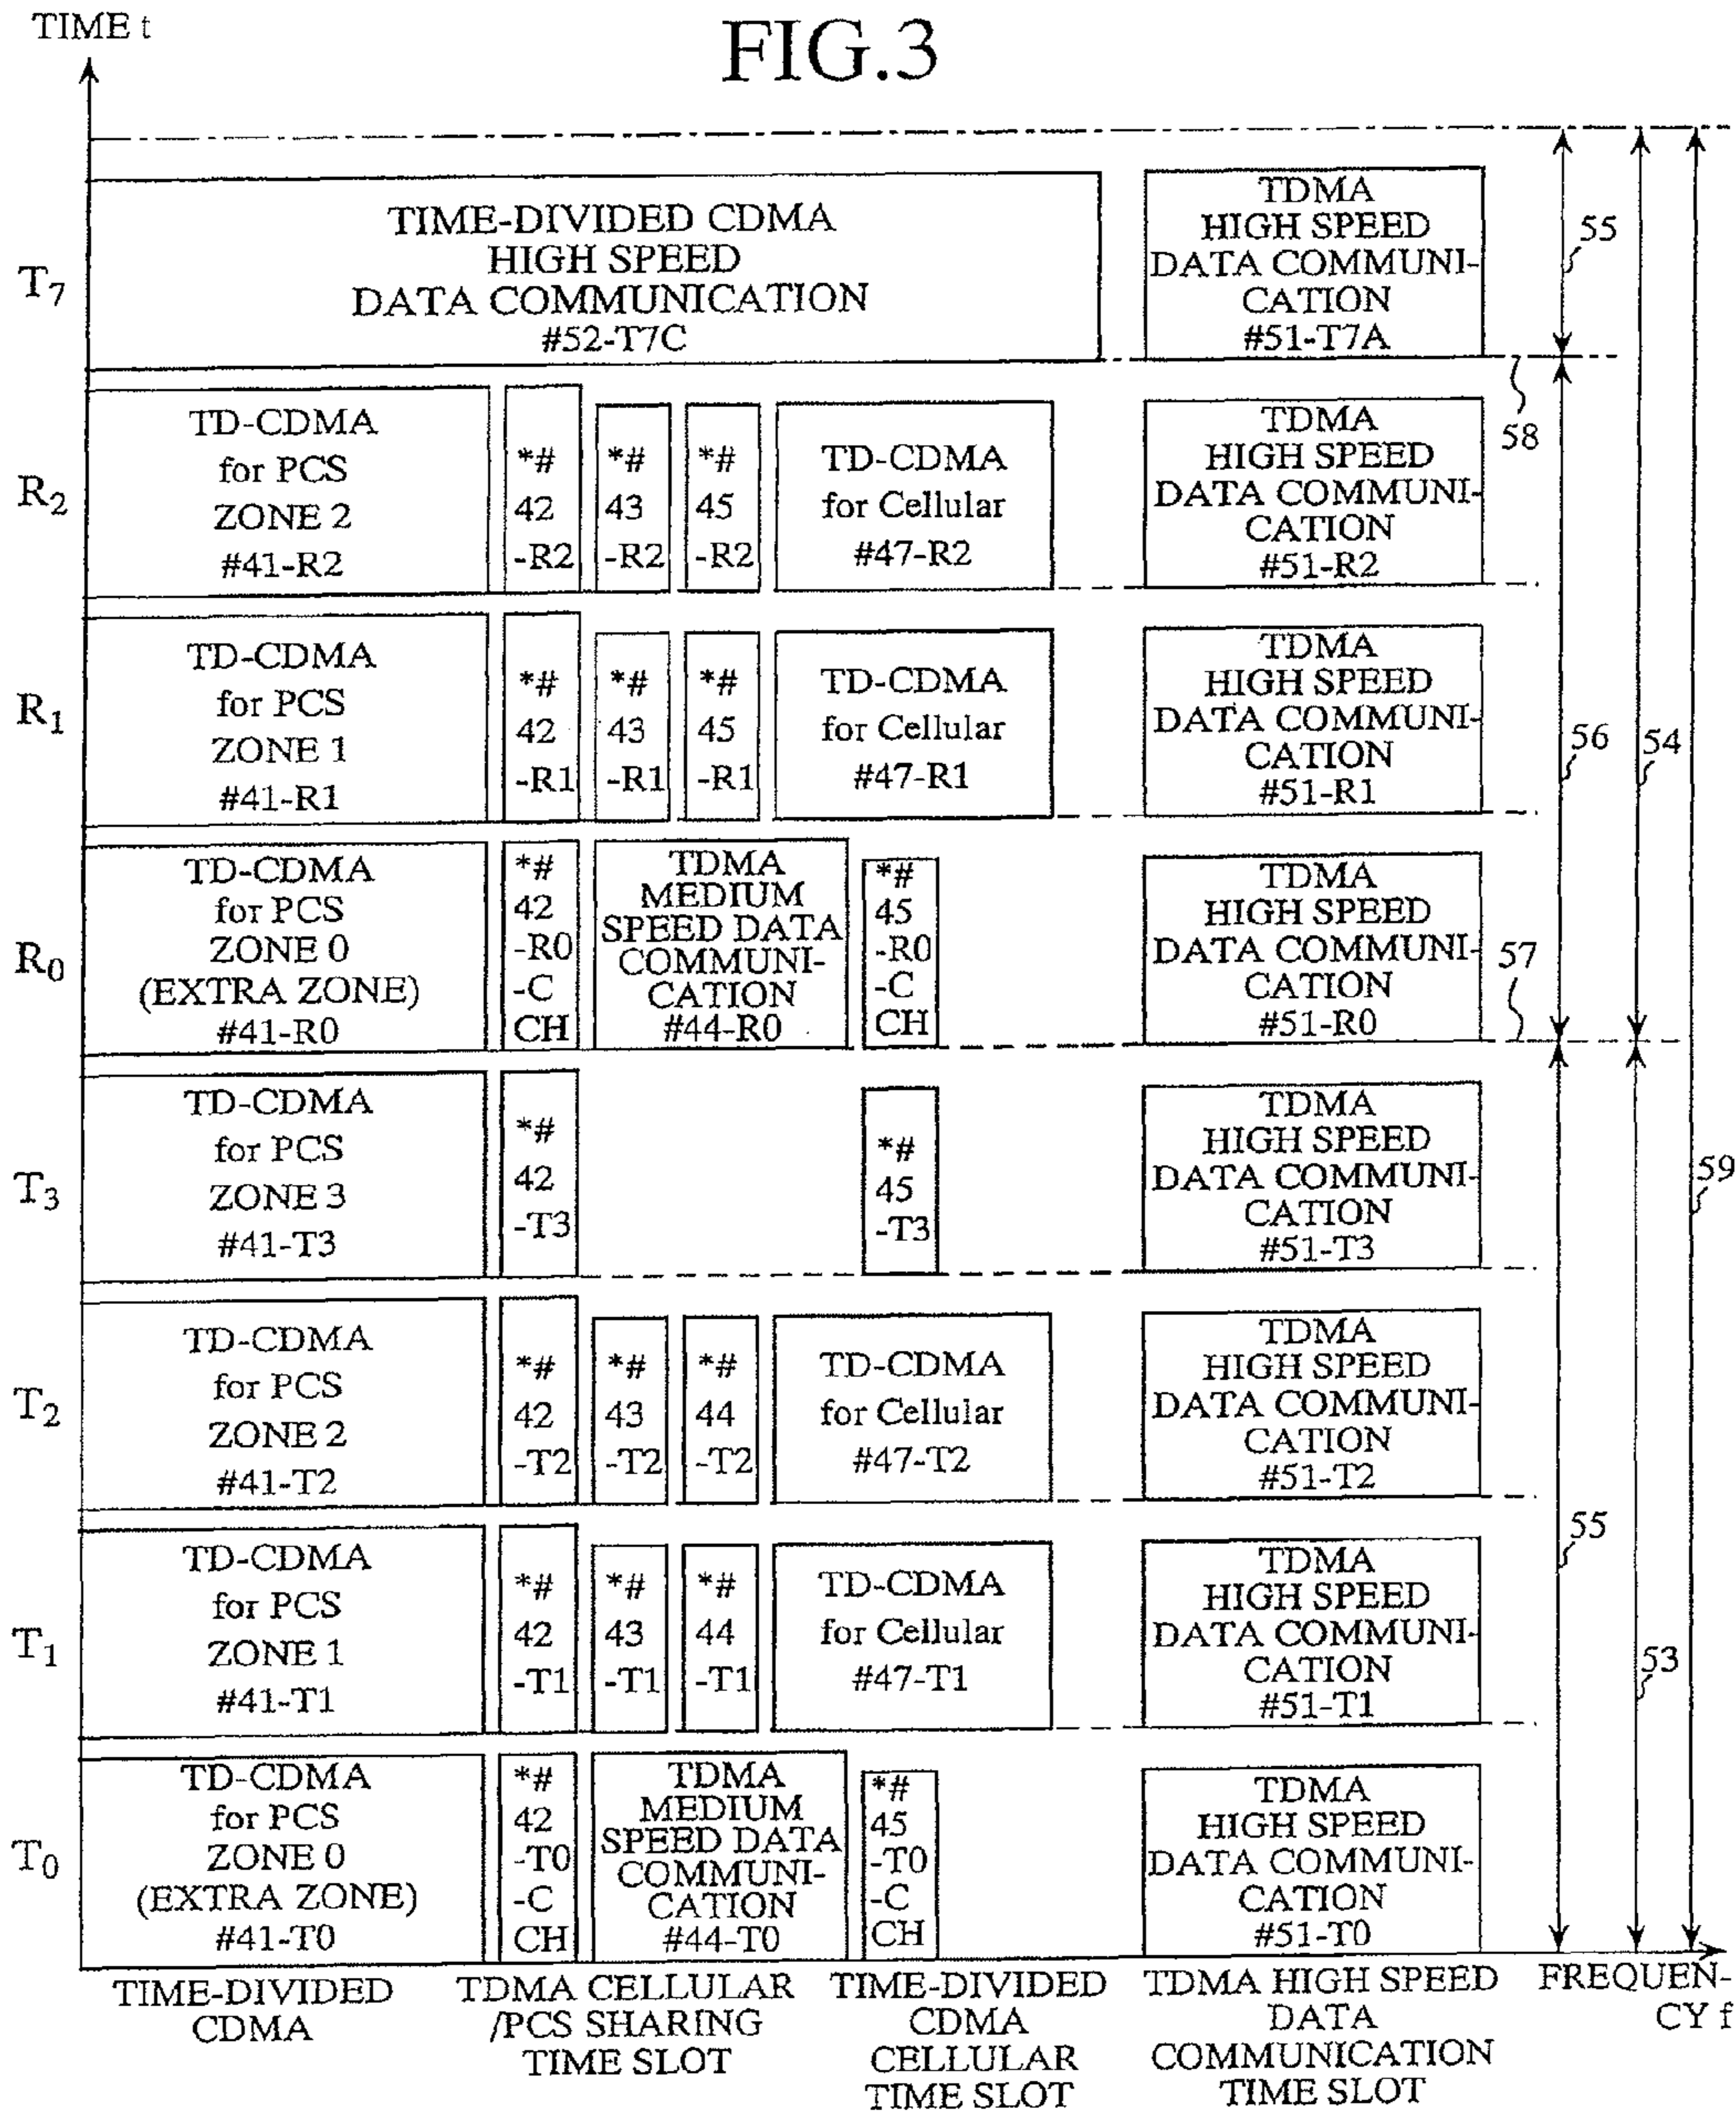 FIG.3
TIME t
T7
TIME-DIVIDED CDMA
HIGH SPEED
DATA COMMUNICATION
#52-T7C
TDMA
HIGH SPEED
DATA COMMUNI-
CATION
#51-T7A
55
58
R2
TD-CDMA
for PCS
ZONE 2
#41-R2
*#
42
-R2
*#
43
-R2
*#
45
-R2
TD-CDMA
for Cellular
#47-R2
TDMA
HIGH SPEED
DATA COMMUNI-
CATION
#51-R2
R1
TD-CDMA
for PCS
ZONE 1
#41-R1
*#
42
-R1
*#
43
-R1
*#
45
-R1
TD-CDMA
for Cellular
#47-R1
TDMA
HIGH SPEED
DATA COMMUNI-
CATION
#51-R1
56
54
R0
TD-CDMA
for PCS
ZONE 0
(EXTRA ZONE)
#41-R0
*#
42
-R0
-C
CH
TDMA
MEDIUM
SPEED DATA
COMMUNI-
CATION
#44-R0
*#
45
-R0
-C
CH
TDMA
HIGH SPEED
DATA COMMUNI-
CATION
#51-R0
57
T3
TD-CDMA
for PCS
ZONE 3
#41-T3
*#
42
-T3
*#
45
-T3
TDMA
HIGH SPEED
DATA COMMUNI-
CATION
#51-T3
59
T2
TD-CDMA
for PCS
ZONE 2
#41-T2
*#
42
-T2
*#
43
-T2
*#
44
-T2
TD-CDMA
for Cellular
#47-T2
TDMA
HIGH SPEED
DATA COMMUNI-
CATION
#51-T2
55
T1
TD-CDMA
for PCS
ZONE 1
#41-T1
*#
42
-T1
*#
43
-T1
*#
44
-T1
TD-CDMA
for Cellular
#47-T1
TDMA
HIGH SPEED
DATA COMMUNI-
CATION
#51-T1
53
T0
TD-CDMA
for PCS
ZONE 0
(EXTRA ZONE)
#41-T0
*#
42
-T0
-C
CH
TDMA
MEDIUM
SPEED DATA
COMMUNI-
CATION
#44-T0
*#
45
-T0
-C
CH
TDMA
HIGH SPEED
DATA COMMUNI-
CATION
#51-T0
TIME-DIVIDED
CDMA
TDMA CELLULAR
/PCS SHARING
TIME SLOT
TIME-DIVIDED
CDMA
CELLULAR
TIME SLOT
TDMA HIGH SPEED
DATA
COMMUNICATION
TIME SLOT
FREQUEN-
CY f